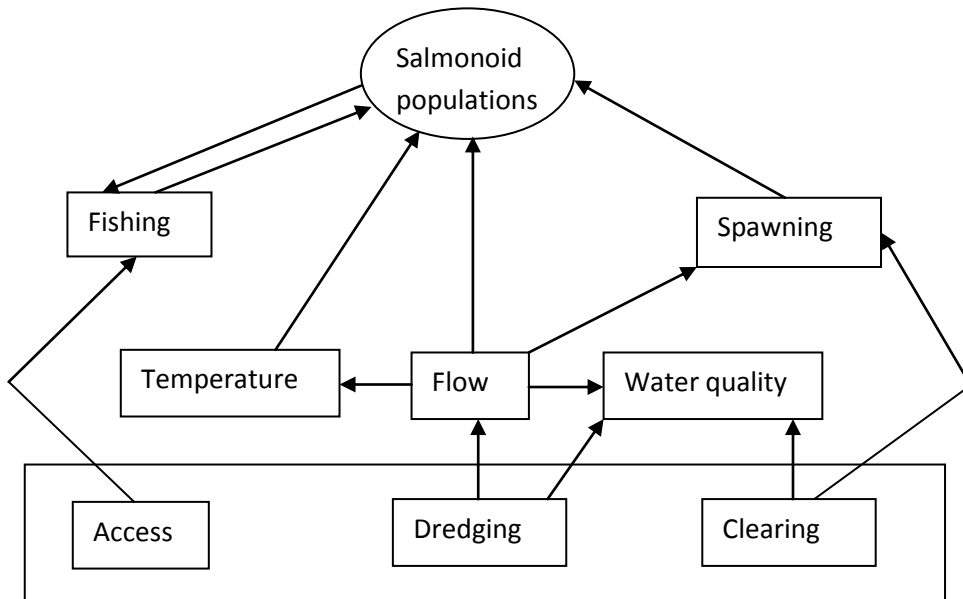 Salmonoid
populations
Fishing
Spawning
Temperature
Flow
Water quality
Access
Dredging
Clearing